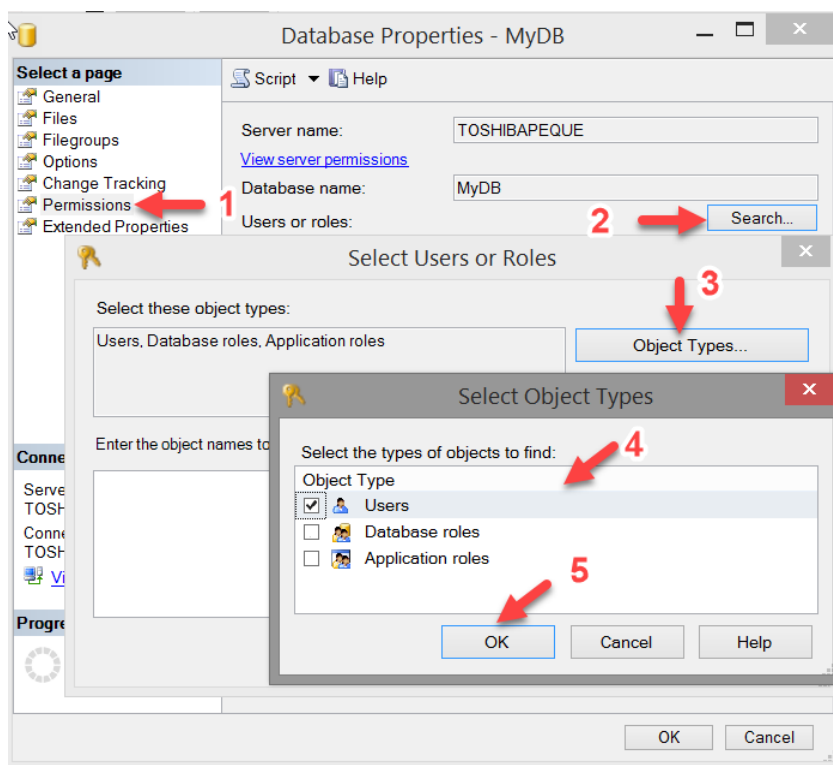 Database Properties - MyDB
Select a page
General
Files
Filegroups
Options
Change Tracking
Permissions
Extended Properties
1
Script
Help
Server name:
TOSHIBAPEQUE
View server permissions
Database name:
MyDB
Users or roles:
2
Search...
Select Users or Roles
3
Select these object types:
Users, Database roles, Application roles
Object Types...
Enter the object names to
Select Object Types
4
Select the types of objects to find:
Object Type
Users
Database roles
Application roles
5
OK
Cancel
Help
Conne
Serve
TOSH
Conne
TOSH
Vi
Progre
OK
Cancel